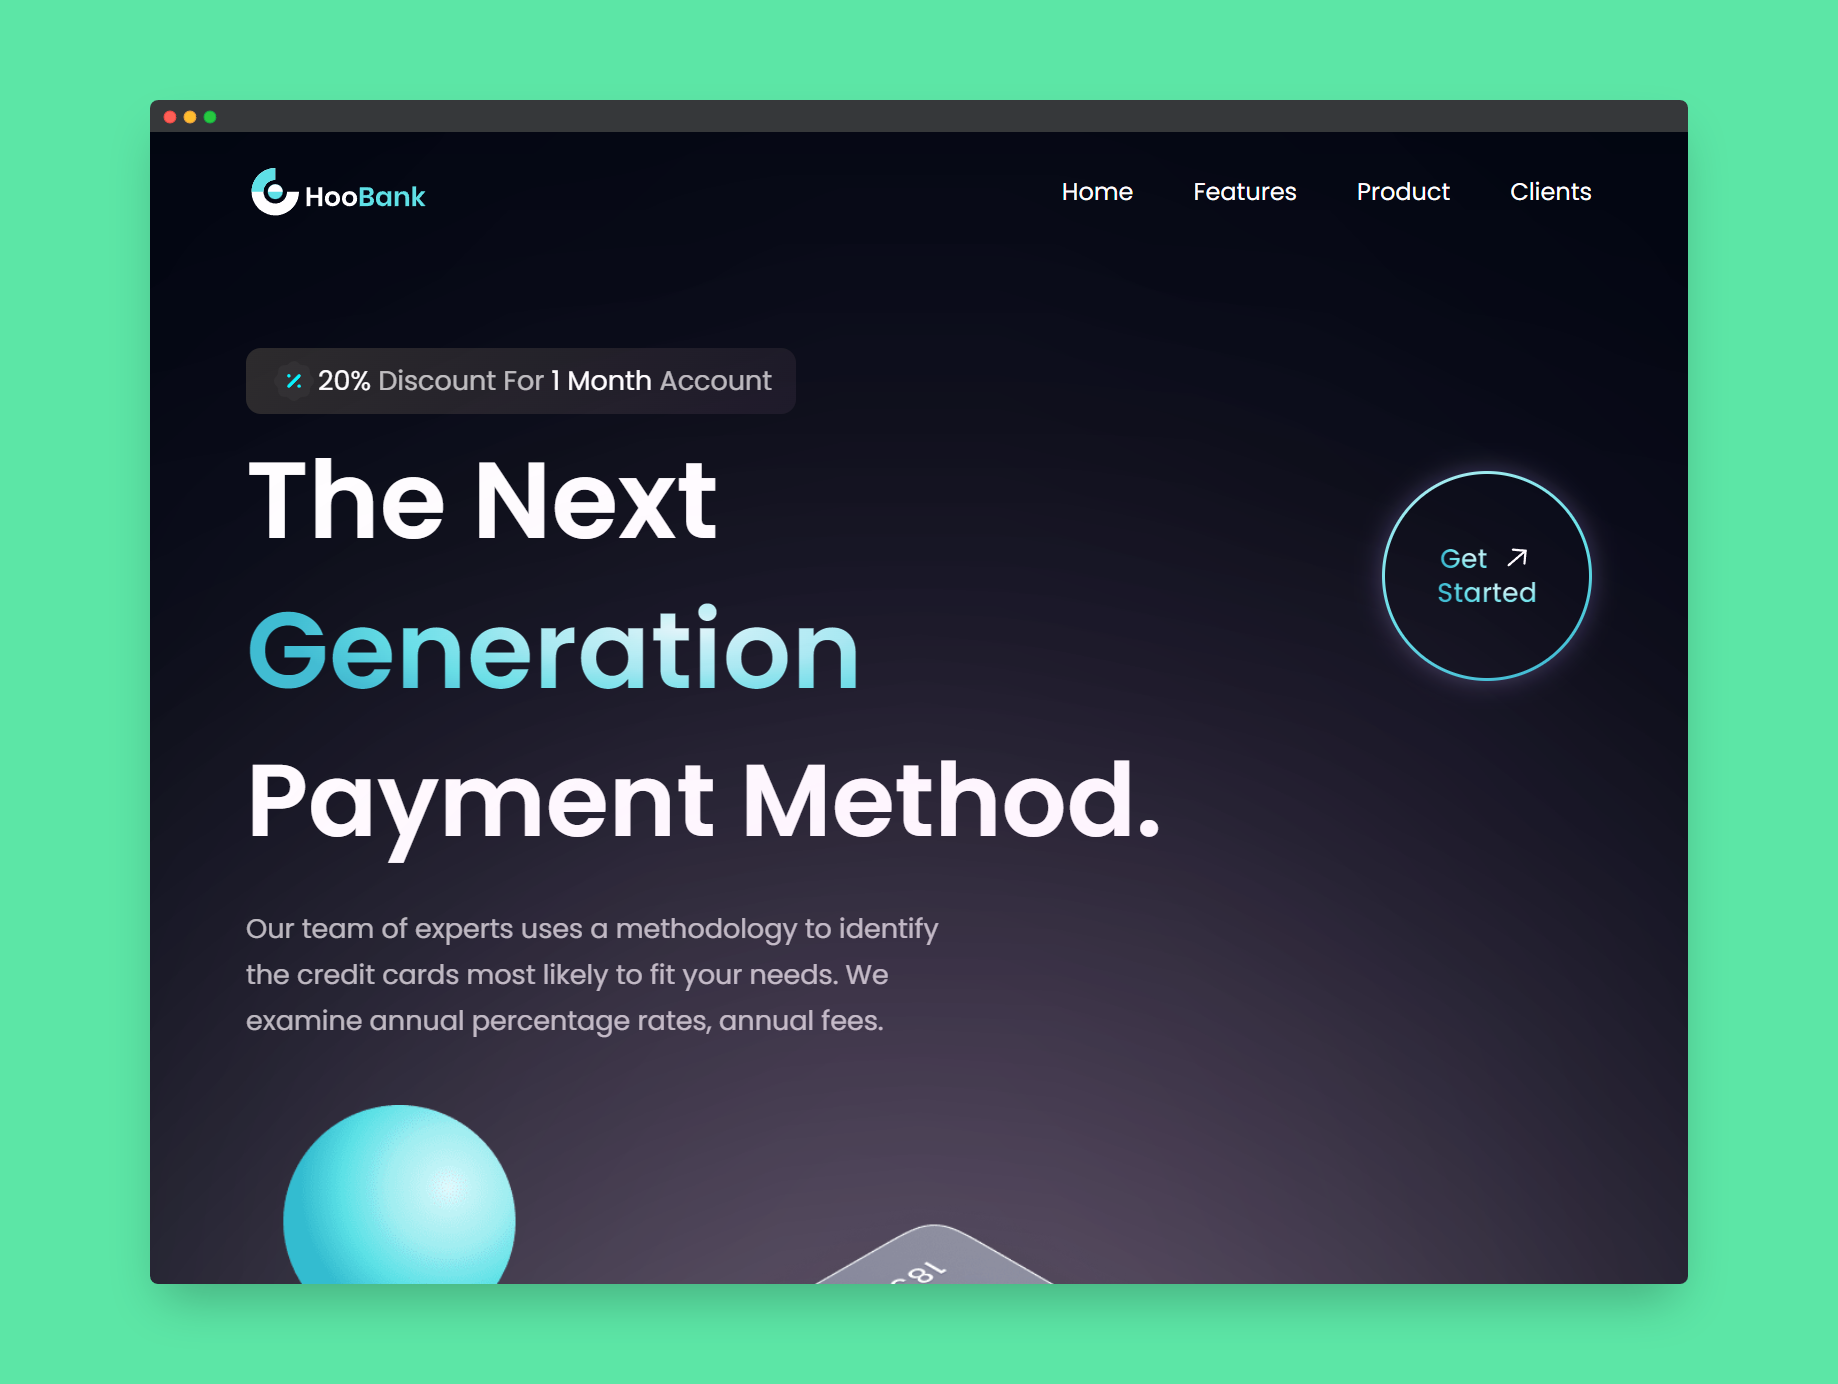 HooBank
Home Features Product Clients
20% Discount For 1 Month Account
The Next
Get
Started
Generation
Payment Method.
Our team of experts uses a methodology to identify
the credit cards most likely to fit your needs. We
examine annual percentage rates, annual fees.